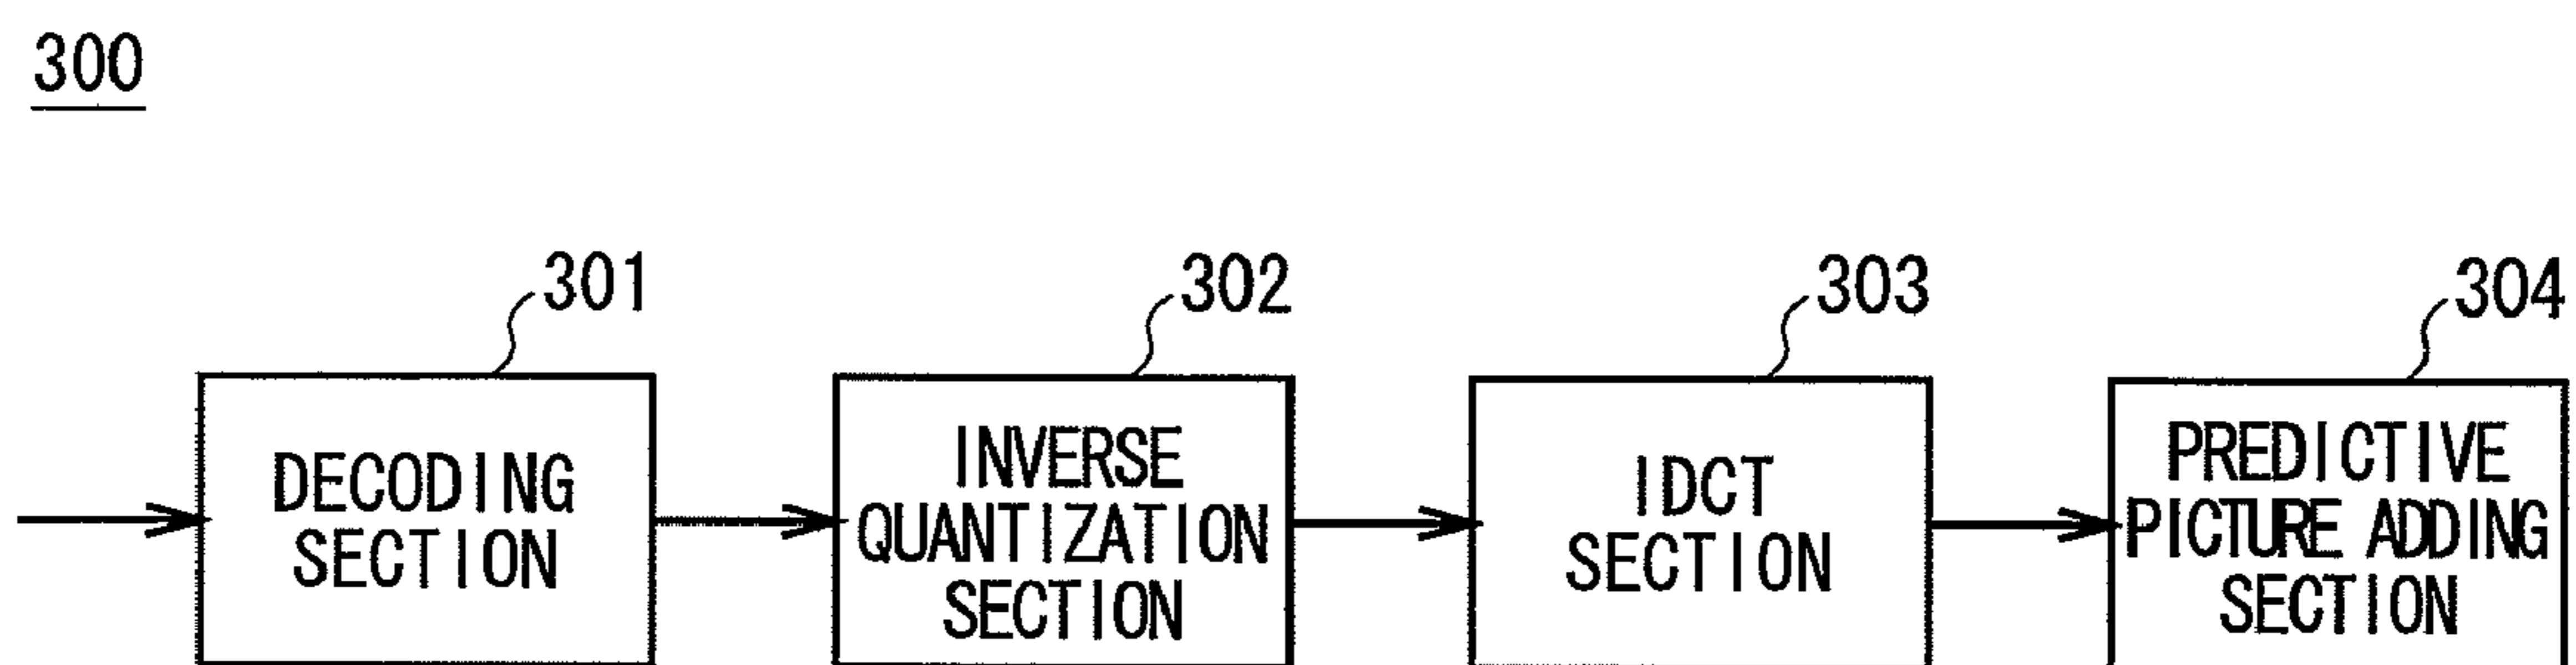 300
301
302
303
304
DECODING
SECTION
INVERSE
QUANTIZATION
SECTION
IDCT
SECTION
PREDICTIVE
PICTURE ADDING
SECTION